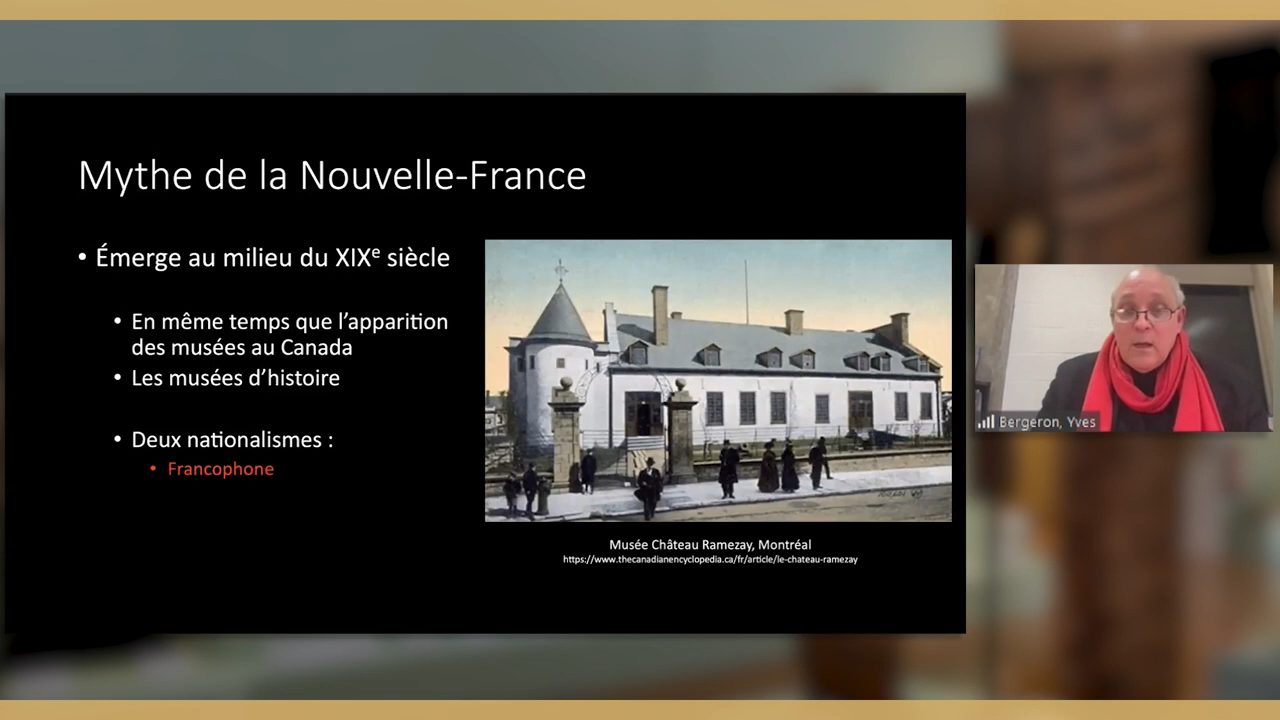 Mythe de la Nouvelle-France
• Émerge au milieu du XIXe siècle
• En même temps que l'apparition
des musées au Canada
• Les musées d'histoire
• Deux nationalismes :
• Francophone
Musée Château Ramezay, Montréal
https://www.thecanadianencyclopedia.ca/fr/article/le-chateau-ramezay
Bergeron, Yves